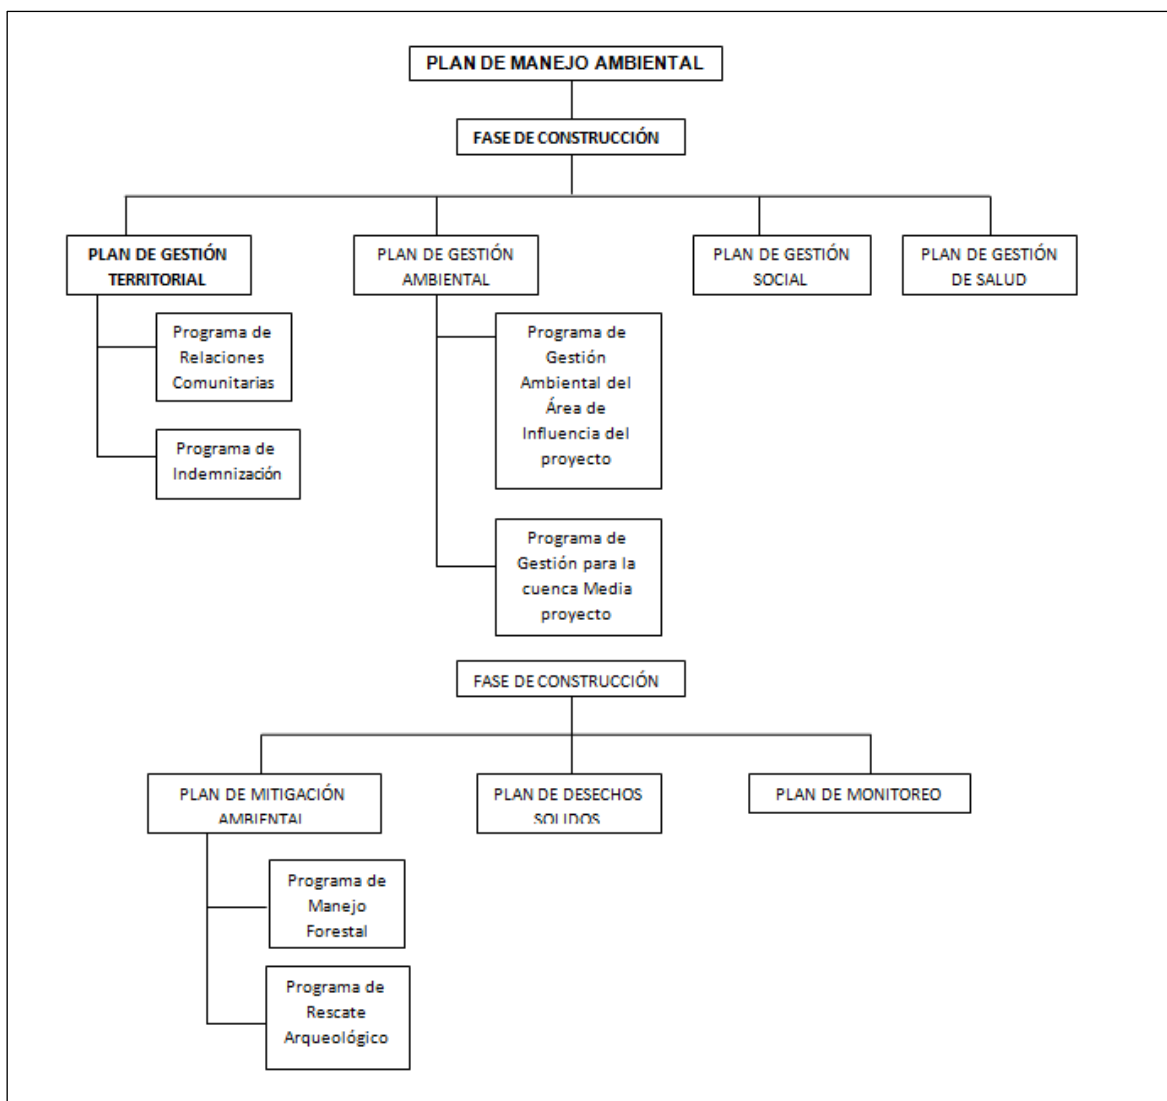 PLAN DE MANEJO AMBIENTAL
FASE DE CONSTRUCCIÓN
PLAN DE GESTIÓN
TERRITORIAL
PLAN DE GESTIÓN
AMBIENTAL
PLAN DE GESTIÓN
SOCIAL
PLAN DE GESTIÓN
DE SALUD
Programa de
Relaciones
Comunitarias
Programa de
Indemnización
Programa de
Gestión
Ambiental del
Área de
Influencia del
proyecto
Programa de
Gestión para la
cuenca Media
proyecto
FASE DE CONSTRUCCIÓN
PLAN DE MITIGACIÓN
AMBIENTAL
PLAN DE DESECHOS
SOLIDOS
PLAN DE MONITOREO
Programa de
Manejo
Forestal
Programa de
Rescate
Arqueológico